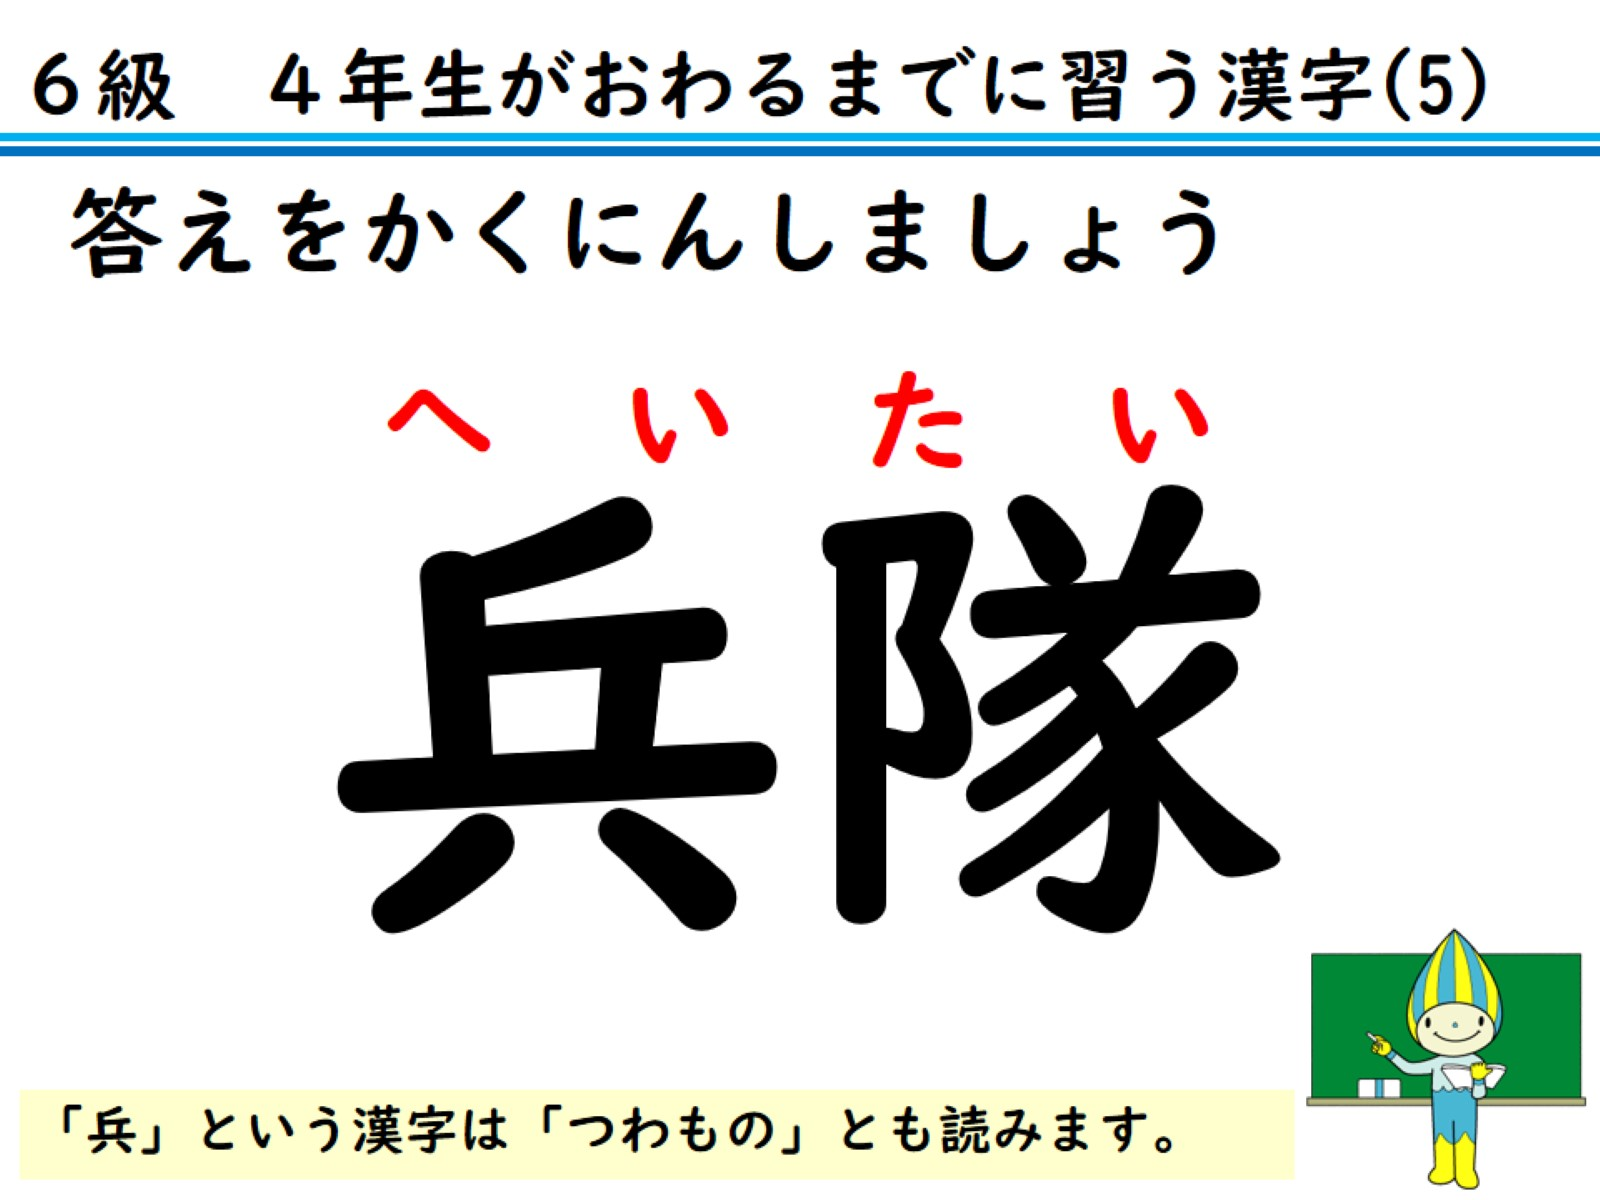 ６級　４年生がおわるまでに習う漢字(5)
答えをかくにんしましょう
へいたい
兵隊
「兵」という漢字は「つわもの」とも読みます。